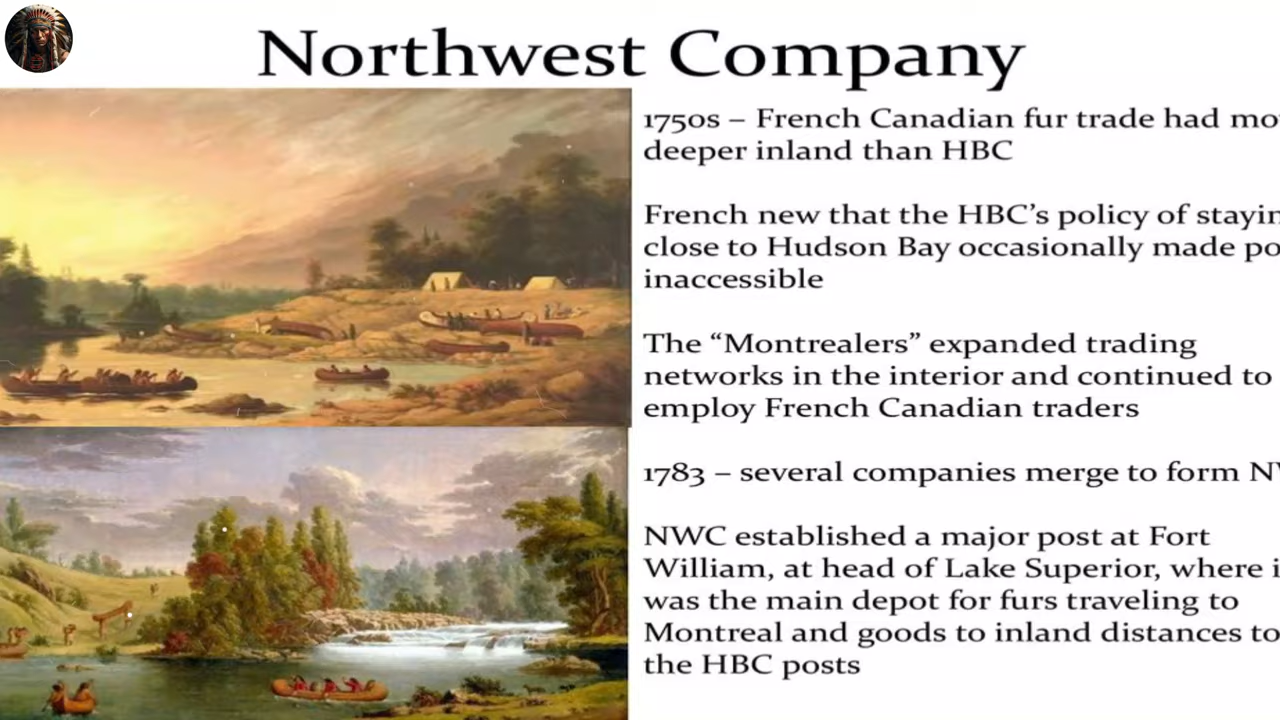 Northwest Company
1750s – French Canadian fur trade had mo
deeper inland than HBC
French new that the HBC's policy of stayin
close to Hudson Bay occasionally made po
inaccessible
The “Montrealers” expanded trading
networks in the interior and continued to
employ French Canadian traders
1783 – several companies merge to form N
NWC established a major post at Fort
William, at head of Lake Superior, where i
was the main depot for furs traveling to
Montreal and goods to inland distances to
the HBC posts